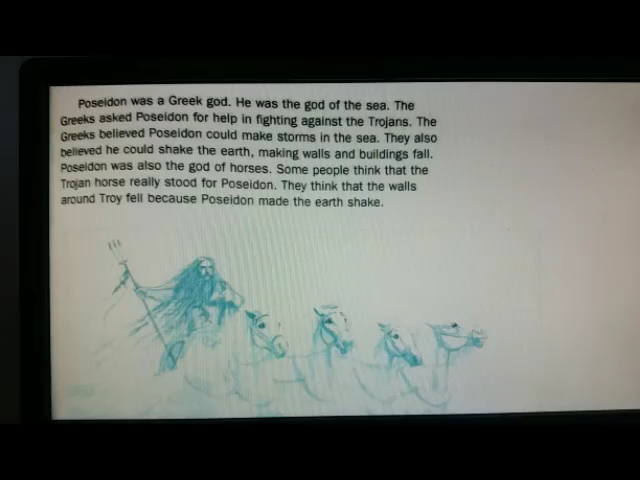 Poseidon was a Greek god. He was the god of the sea. The
Greeks asked Poseidon for help in fighting against the Trojans. The
Greeks believed Poseidon could make storms in the sea. They also
believed he could shake the earth, making walls and buildings fall.
Poseidon was also the god of horses. Some people think that the
Trojan horse really stood for Poseidon. They think that the walls
around Troy fell because Poseidon made the earth shake.